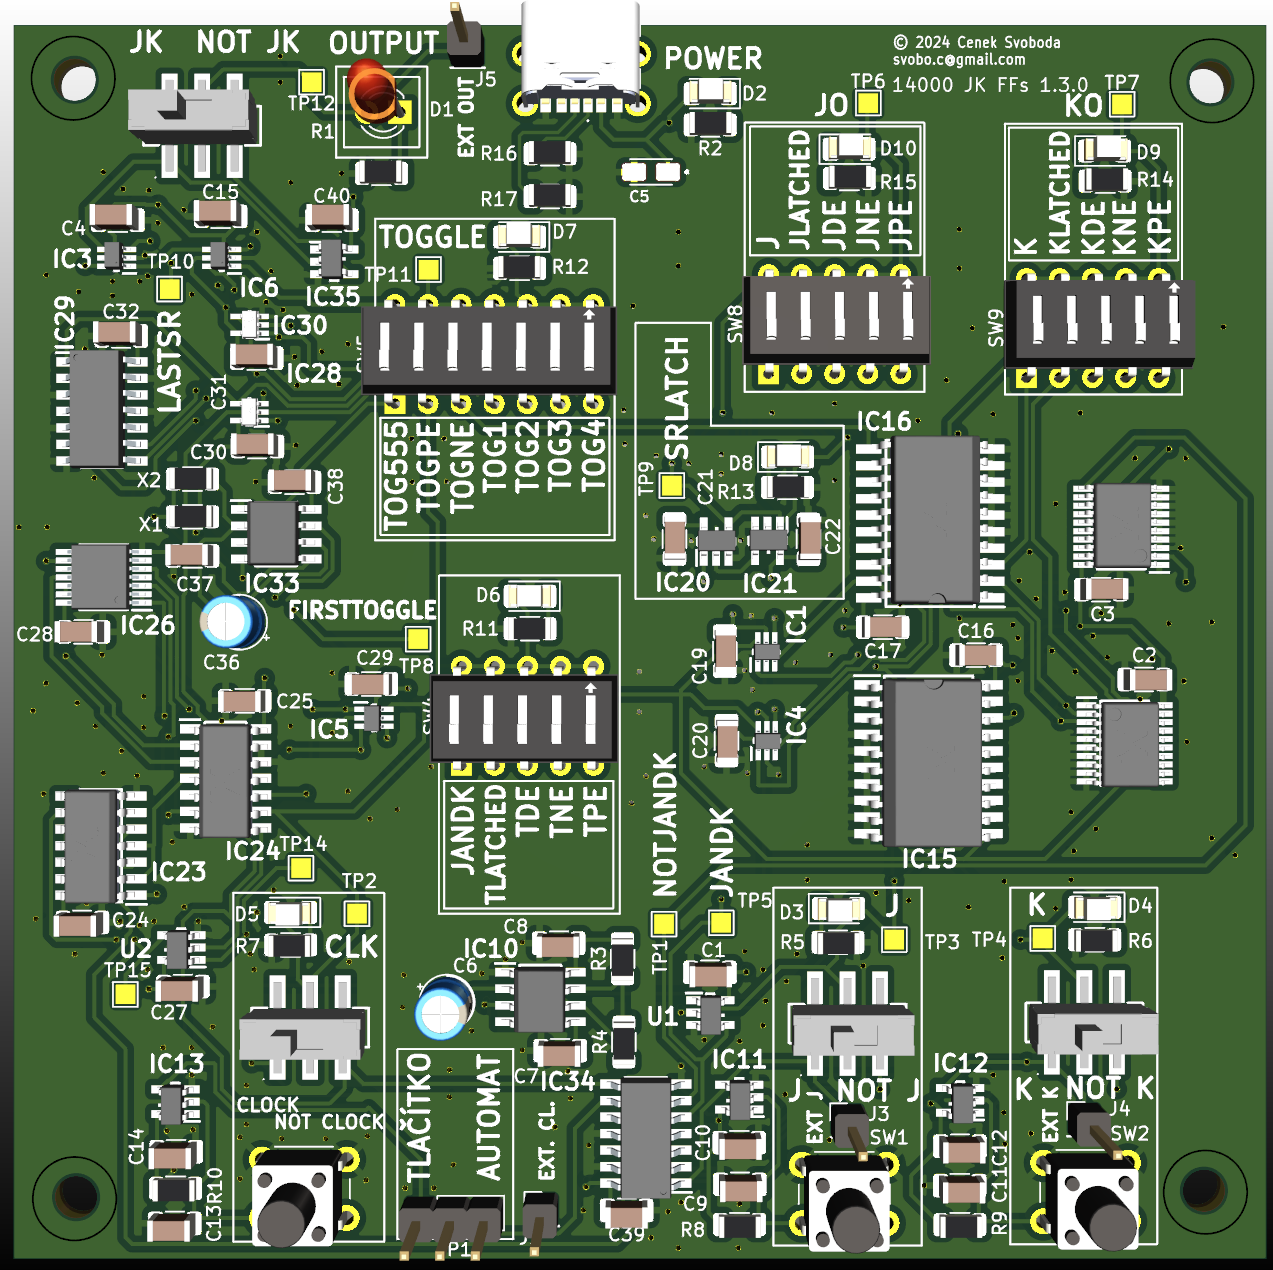 JK NOT JK
OUTPUT
J5
EXT OUT
POWER
© 2024 Cenek Svoboda
svobo.c@gmail.com
14000 JK FFs 1.3.0
TP12
R1
D1
D2
R2
R16
R17
C5
TP6
JO
D10
R15
J
JLATCHED
JDE
JNE
JPE
SW8
TP7
KO
D9
R14
K
KLATCHED
KDE
KNE
KPE
SW9
C4
C15
C40
IC3
TP10
IC6
IC35
TOGGLE
D7
R12
TP11
IC29
C32
LASTSR
IC30
IC28
C31
C30
X2
X1
C38
C37
IC33
TOG555
TOGPE
TOGNE
TOG1
TOG2
TOG3
TOG4
SRLATCH
TP9
C21
D8
R13
C22
IC20
IC21
IC16
IC26
C28
C36
FIRSTTOGGLE
TP8
D6
R11
C19
IC1
C17
C16
C3
C2
C25
C29
IC5
C20
IC4
IC15
JANDK
TLATCHED
TDE
TNE
TPE
NOTJANDK
JANDK
IC24
IC23
C24
TP14
TP2
D5
R7
CLK
U2
TP15
C27
C8
IC10
C6
R3
R4
C7
IC34
TP1
TP5
C1
U1
D3
J
R5
TP3
TP4
K
D4
R6
IC13
CLOCK
NOT CLOCK
C14
R10
C13
TLAČÍTKO
AUTOMAT
EXT. CL.
P1
C39
IC11
C10
C9
R8
J NOT J
EXT J
J3
SW1
IC12
C12
C11
R9
K NOT K
EXT K
J4
SW2